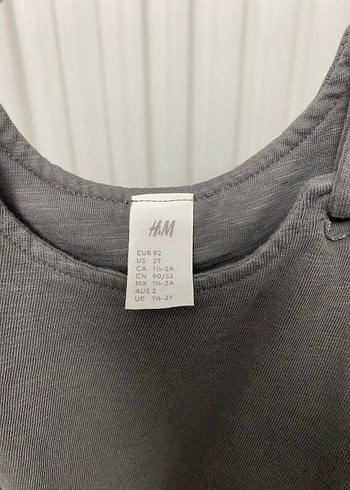 H&M
EUR 92
US 2T
CA 1½-2A
CN 90/52
MX 1½-2A
AUS 2
UK 1½-2Y